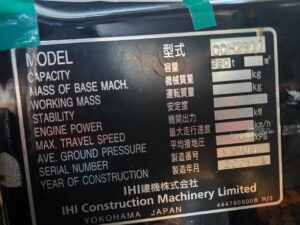 MODEL 型式 CCH2500
CAPACITY 容量 t
MASS OF BASE MACH. 機械質量 kg
WORKING MASS 運転質量 kg
STABILITY 安定度
ENGINE POWER 機関出力 kW
MAX. TRAVEL SPEED 最大走行速度
AVE. GROUND PRESSURE 平均接地圧
SERIAL NUMBER 製造番号
YEAR OF CONSTRUCTION 製造年月
IHI建機株式会社
IHI Construction Machinery Limited
YOKOHAMA JAPAN 444760900B R/3